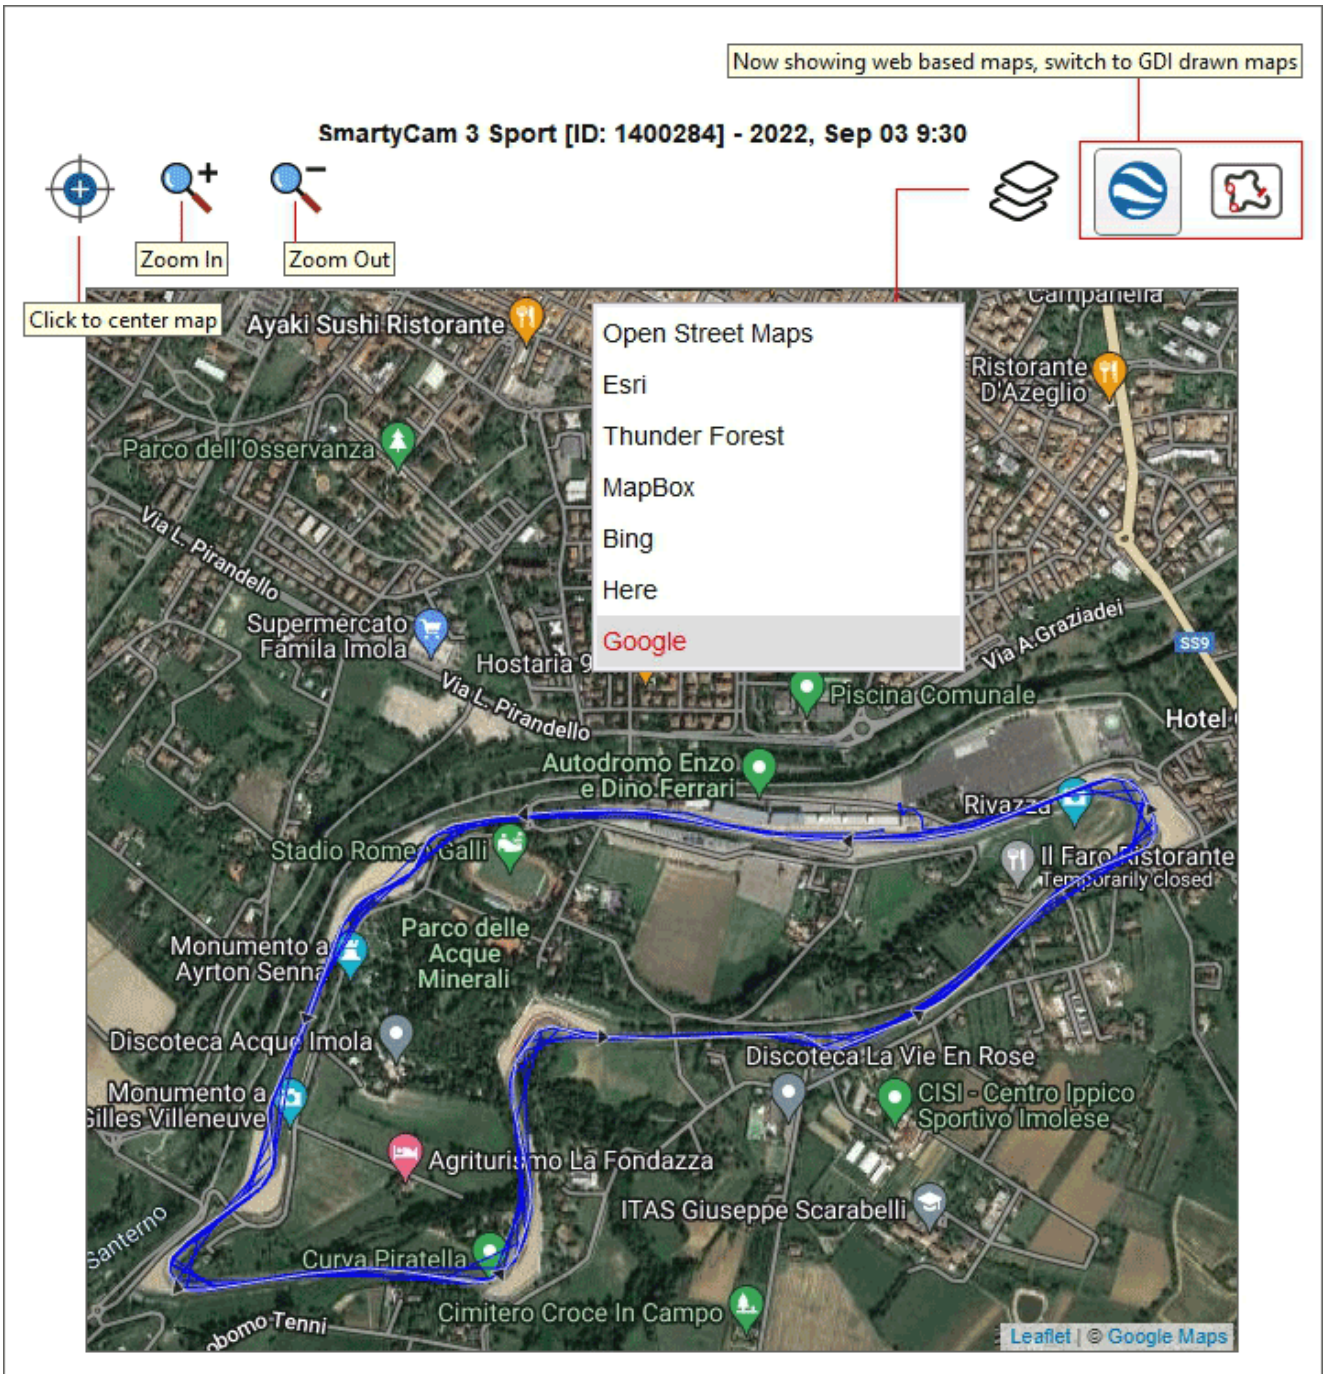 Now showing web based maps, switch to GDI drawn maps
SmartyCam 3 Sport [ID: 1400284] - 2022, Sep 03 9:30
Zoom In
Zoom Out
Click to center map
Campanella
Ayaki Sushi Ristorante
Open Street Maps
Esri
Thunder Forest
MapBox
Bing
Here
Google
Ristorante
D'Azeglio
Parco dell'Osservanza
Via L. Pirandello
Supermercato
Famila Imola
Via A.Graziadei
SS9
Hostaria 9
Via L. Pirandello
Piscina Comunale
Hotel
Autodromo Enzo
e Dino Ferrari
Rivazza
Stadio Romeo Galli
Il Faro Ristorante
Temporarily closed
Parco delle
Acque
Minerali
Monumento a
Ayrton Senna
Discoteca Acque Imola
Discoteca La Vie En Rose
Monumento a
Gilles Villeneuve
CISI - Centro Ippico
Sportivo Imolese
Agriturismo La Fondazza
ITAS Giuseppe Scarabelli
Santerno
Curva Piratella
Cimitero Croce In Campo
obomo Tenni
Leaflet | © Google Maps